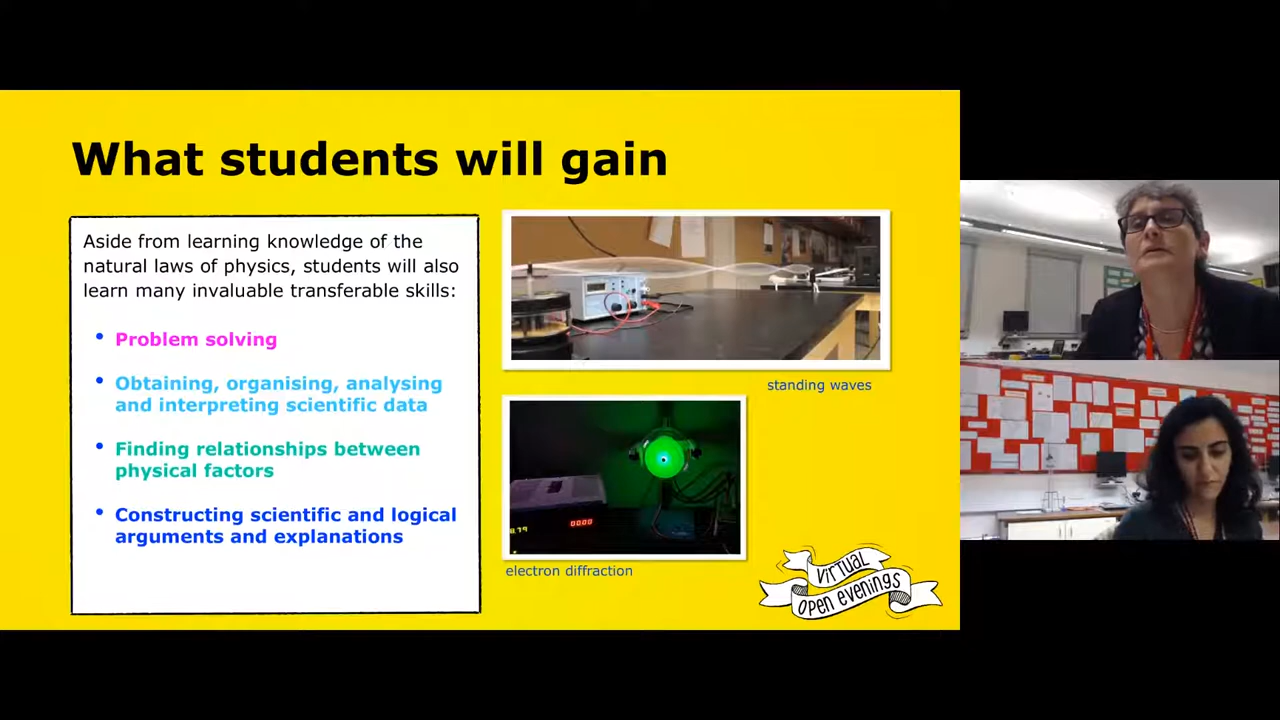 What students will gain
Aside from learning knowledge of the
natural laws of physics, students will also
learn many invaluable transferable skills:
• Problem solving
• Obtaining, organising, analysing
and interpreting scientific data
• Finding relationships between
physical factors
• Constructing scientific and logical
arguments and explanations
standing waves
00.00
electron diffraction
VIRTUAL
OPEN EVENINGS